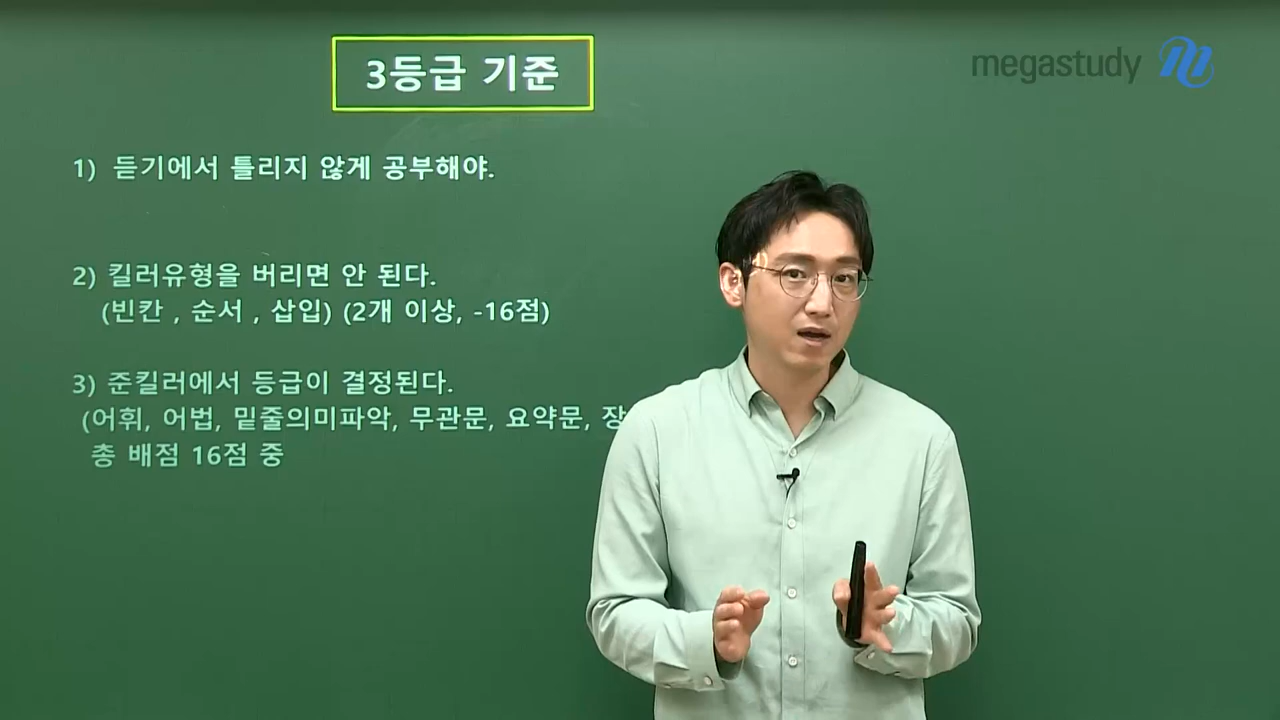 3등급 기준
megastudy
1) 듣기에서 틀리지 않게 공부해야.
2) 킬러유형을 버리면 안 된다.
(빈칸 , 순서 , 삽입) (2개 이상, -16점)
3) 준킬러에서 등급이 결정된다.
(어휘, 어법, 밑줄의미파악, 무관문, 요약문, 장
총 배점 16점 중